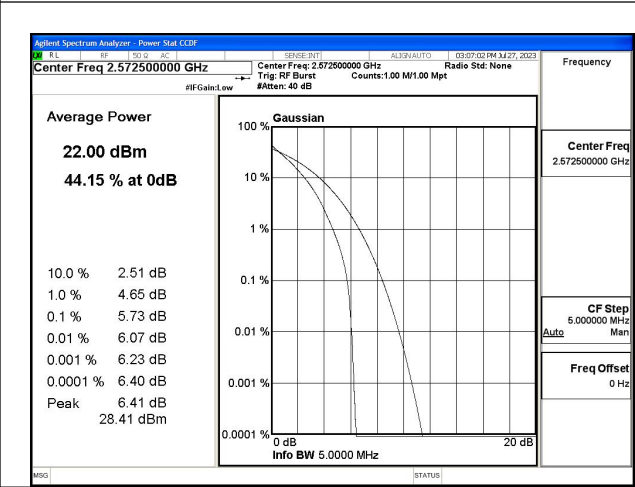 Agilent Spectrum Analyzer - Power Stat CCDF
RL RF 50 Ω AC SENSE:INT ALIGN AUTO 03:07:02 PM Jul 27, 2023
Center Freq 2.572500000 GHz
Center Freq: 2.572500000 GHz Radio Std: None
Trig: RF Burst Counts:1.00 M/1.00 Mpt
#IFGain:Low #Atten: 40 dB
Frequency
Average Power
22.00 dBm
44.15 % at 0dB
10.0 % 2.51 dB
1.0 % 4.65 dB
0.1 % 5.73 dB
0.01 % 6.07 dB
0.001 % 6.23 dB
0.0001 % 6.40 dB
Peak 6.41 dB
28.41 dBm
Gaussian
100 %
10 %
1 %
0.1 %
0.01 %
0.001 %
0.0001 %
0 dB 20 dB
Info BW 5.0000 MHz
Center Freq
2.572500000 GHz
CF Step
5.000000 MHz
Auto Man
Freq Offset
0 Hz
MSG STATUS